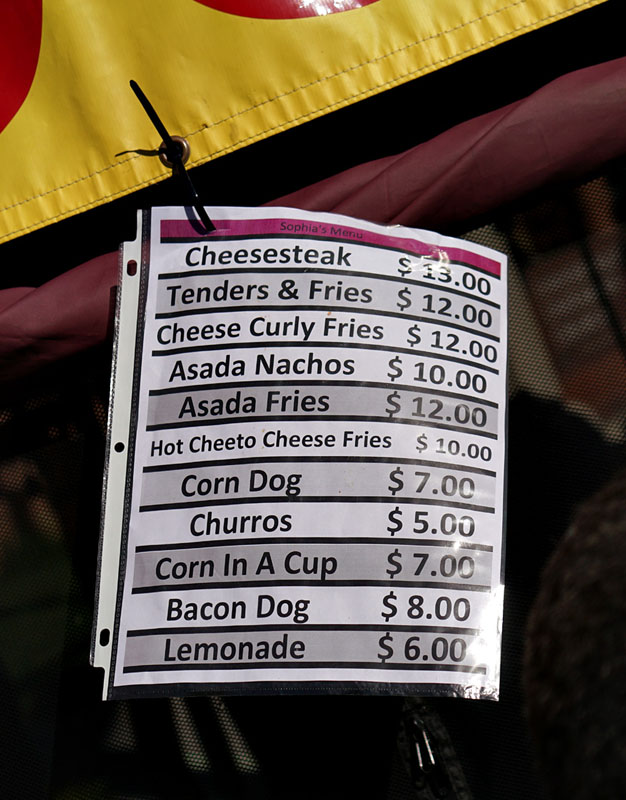 Sophia's Menu
Cheesesteak $ 13.00
Tenders & Fries $ 12.00
Cheese Curly Fries $ 12.00
Asada Nachos $ 10.00
Asada Fries $ 12.00
Hot Cheeto Cheese Fries $ 10.00
Corn Dog $ 7.00
Churros $ 5.00
Corn In A Cup $ 7.00
Bacon Dog $ 8.00
Lemonade $ 6.00